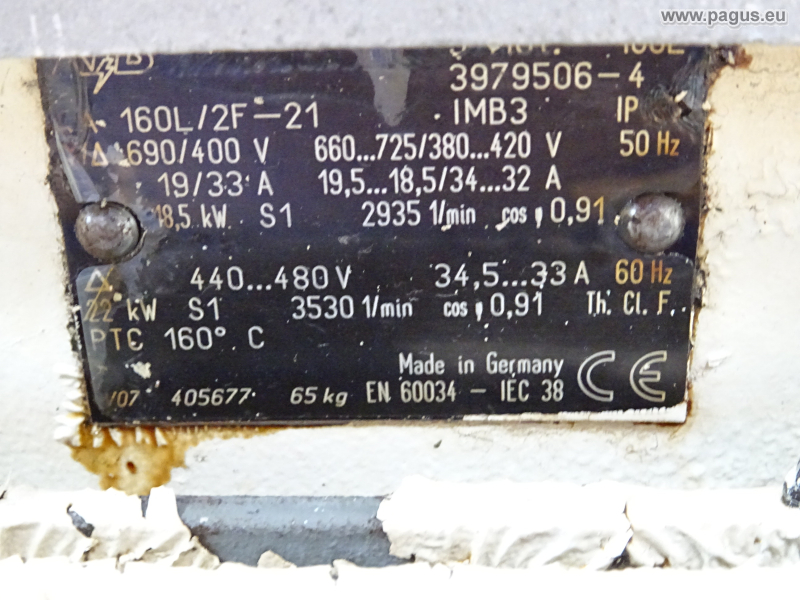 www.pagus.eu
3979506-4
160L/2F-21 IMB3 IP
690/400 V 660...725/380...420 V 50 Hz
19/33 A 19,5...18,5/34...32 A
18,5 kW S1 2935 1/min cos φ 0,91
440...480 V 34,5...33 A 60 Hz
22 kW S1 3530 1/min cos φ 0,91 Th. Cl. F.
PTC 160° C
Made in Germany CE
/07 405677 65 kg EN 60034 - IEC 38